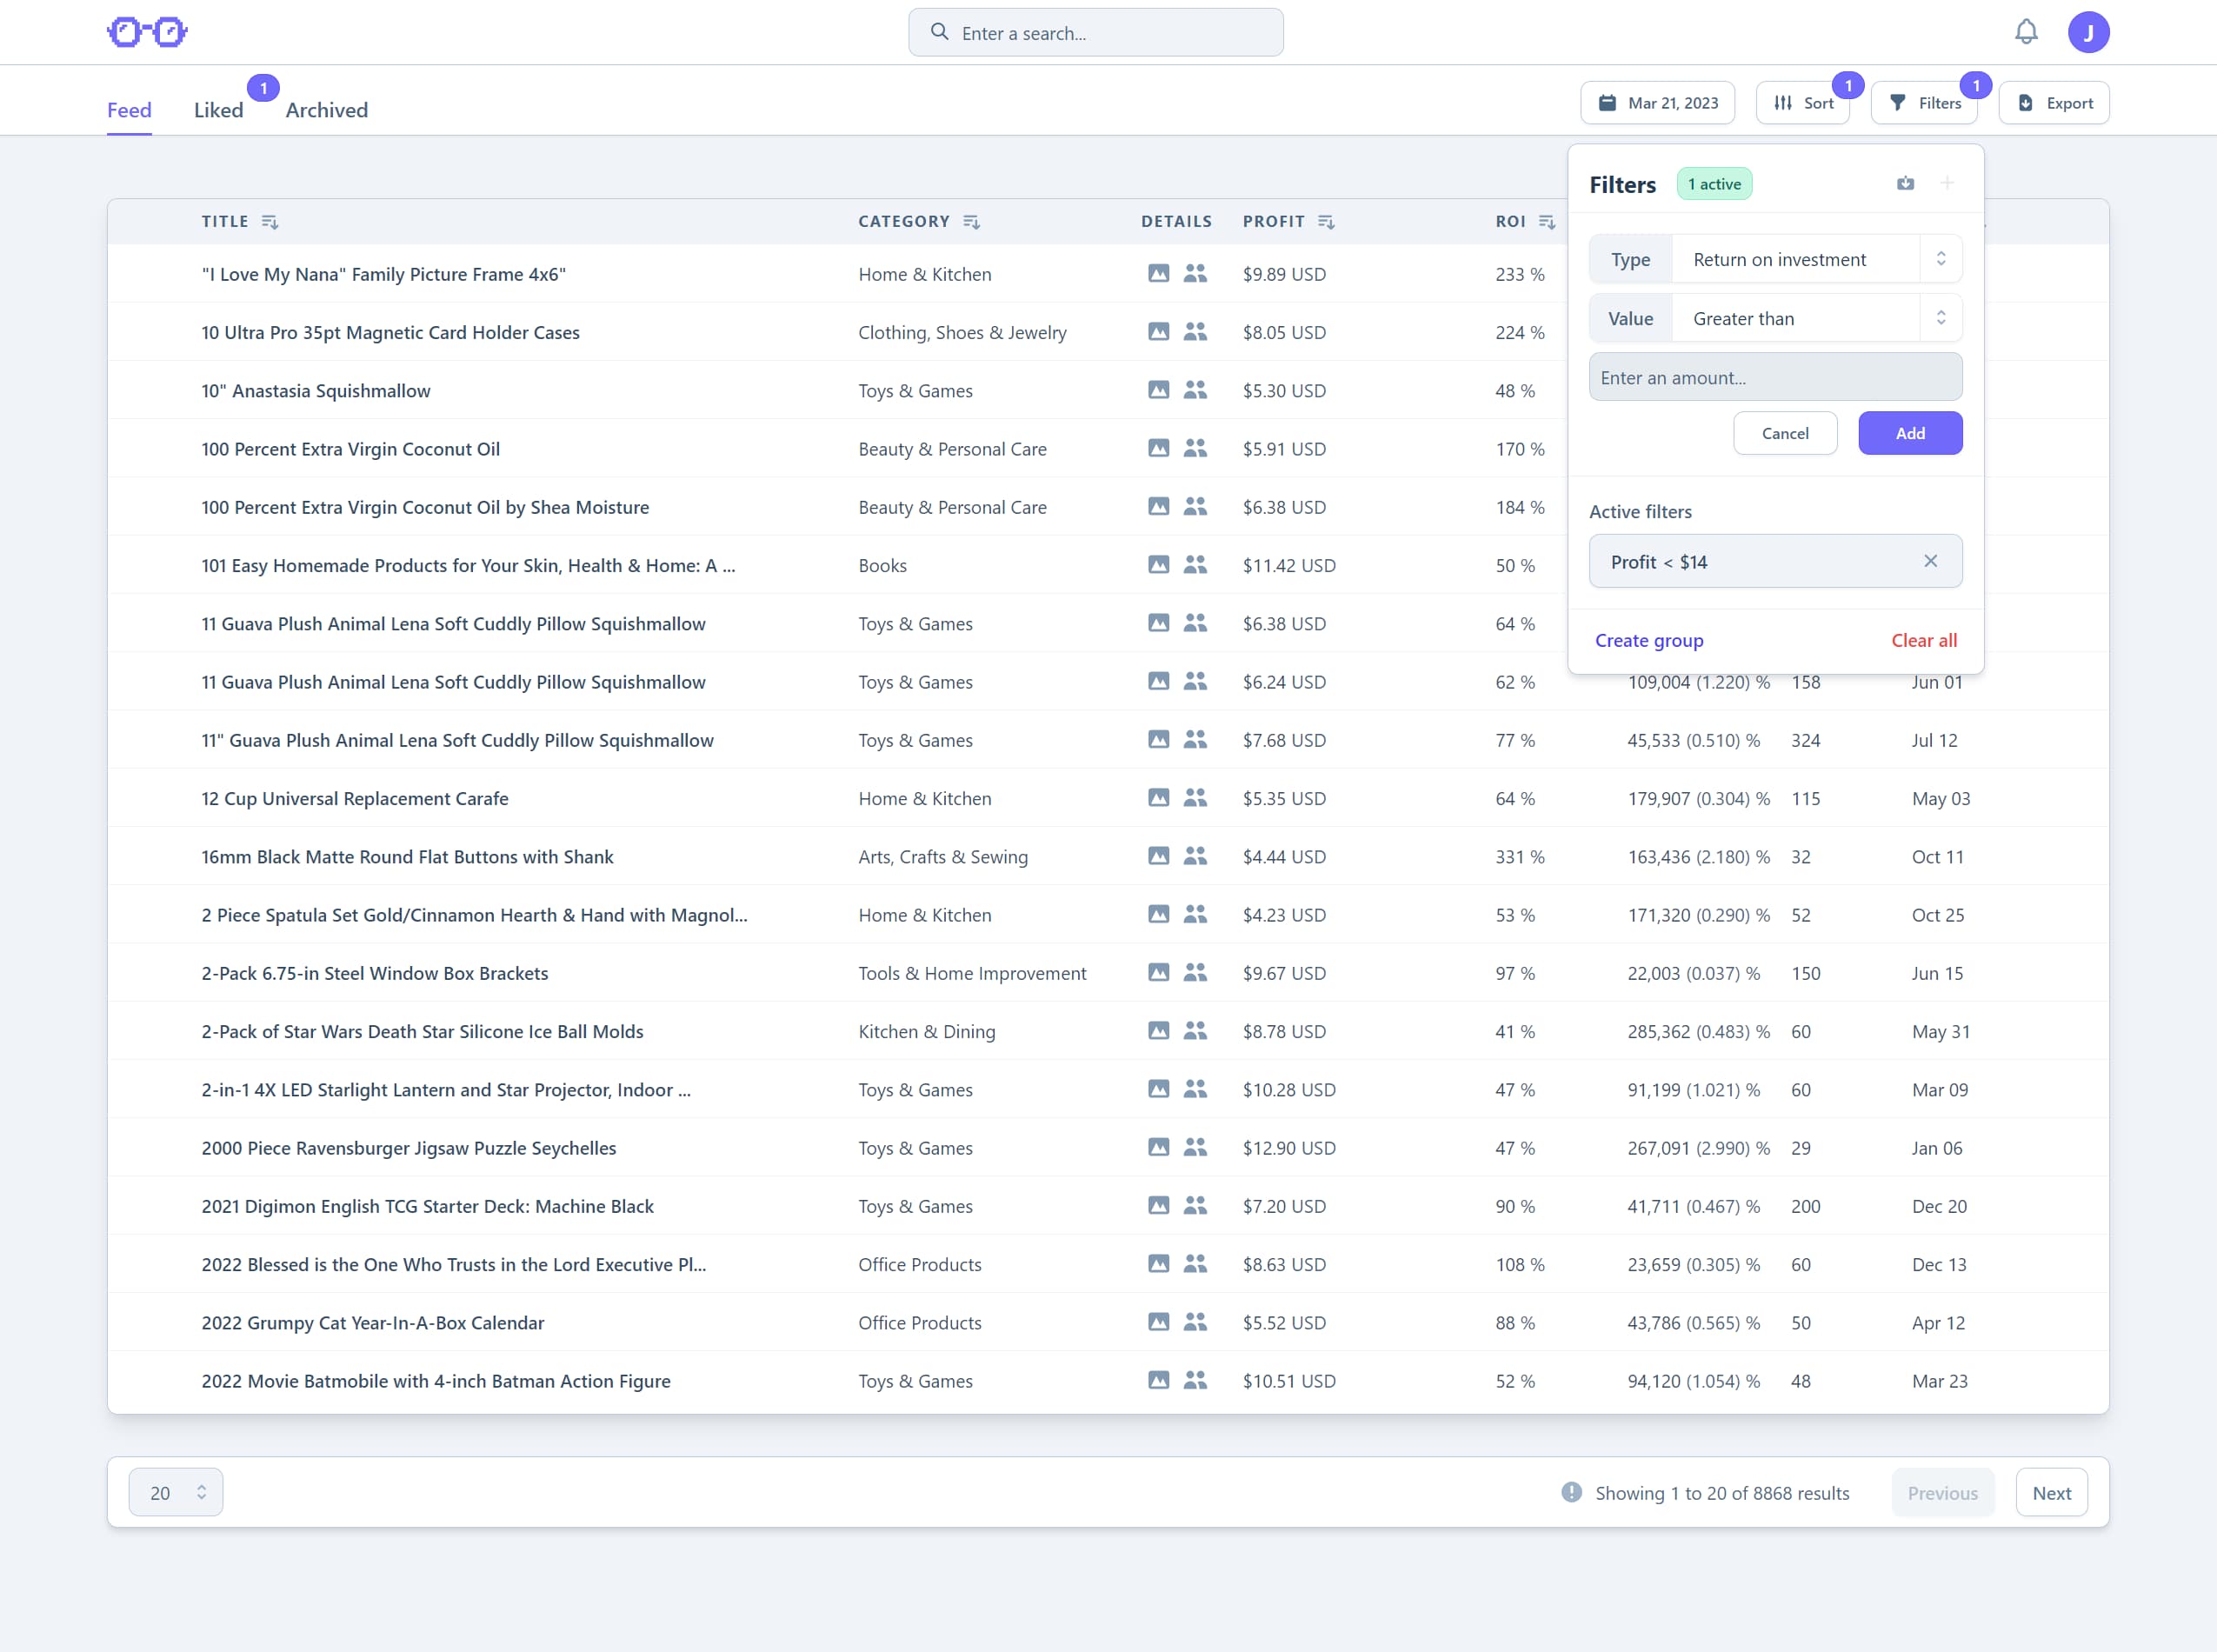 Enter a search...
J
Feed
Liked
1
Archived
Mar 21, 2023
Sort
1
Filters
1
Export
Filters
1 active
Type
Return on investment
Value
Greater than
Enter an amount...
Cancel
Add
Active filters
Profit < $14
Create group
Clear all
TITLE CATEGORY DETAILS PROFIT ROI
"I Love My Nana" Family Picture Frame 4x6" Home & Kitchen $9.89 USD 233 %
10 Ultra Pro 35pt Magnetic Card Holder Cases Clothing, Shoes & Jewelry $8.05 USD 224 %
10" Anastasia Squishmallow Toys & Games $5.30 USD 48 %
100 Percent Extra Virgin Coconut Oil Beauty & Personal Care $5.91 USD 170 %
100 Percent Extra Virgin Coconut Oil by Shea Moisture Beauty & Personal Care $6.38 USD 184 %
101 Easy Homemade Products for Your Skin, Health & Home: A ... Books $11.42 USD 50 %
11 Guava Plush Animal Lena Soft Cuddly Pillow Squishmallow Toys & Games $6.38 USD 64 %
11 Guava Plush Animal Lena Soft Cuddly Pillow Squishmallow Toys & Games $6.24 USD 62 % 109,004 (1.220) % 158 Jun 01
11" Guava Plush Animal Lena Soft Cuddly Pillow Squishmallow Toys & Games $7.68 USD 77 % 45,533 (0.510) % 324 Jul 12
12 Cup Universal Replacement Carafe Home & Kitchen $5.35 USD 64 % 179,907 (0.304) % 115 May 03
16mm Black Matte Round Flat Buttons with Shank Arts, Crafts & Sewing $4.44 USD 331 % 163,436 (2.180) % 32 Oct 11
2 Piece Spatula Set Gold/Cinnamon Hearth & Hand with Magnol... Home & Kitchen $4.23 USD 53 % 171,320 (0.290) % 52 Oct 25
2-Pack 6.75-in Steel Window Box Brackets Tools & Home Improvement $9.67 USD 97 % 22,003 (0.037) % 150 Jun 15
2-Pack of Star Wars Death Star Silicone Ice Ball Molds Kitchen & Dining $8.78 USD 41 % 285,362 (0.483) % 60 May 31
2-in-1 4X LED Starlight Lantern and Star Projector, Indoor ... Toys & Games $10.28 USD 47 % 91,199 (1.021) % 60 Mar 09
2000 Piece Ravensburger Jigsaw Puzzle Seychelles Toys & Games $12.90 USD 47 % 267,091 (2.990) % 29 Jan 06
2021 Digimon English TCG Starter Deck: Machine Black Toys & Games $7.20 USD 90 % 41,711 (0.467) % 200 Dec 20
2022 Blessed is the One Who Trusts in the Lord Executive Pl... Office Products $8.63 USD 108 % 23,659 (0.305) % 60 Dec 13
2022 Grumpy Cat Year-In-A-Box Calendar Office Products $5.52 USD 88 % 43,786 (0.565) % 50 Apr 12
2022 Movie Batmobile with 4-inch Batman Action Figure Toys & Games $10.51 USD 52 % 94,120 (1.054) % 48 Mar 23
20
Showing 1 to 20 of 8868 results
Previous
Next